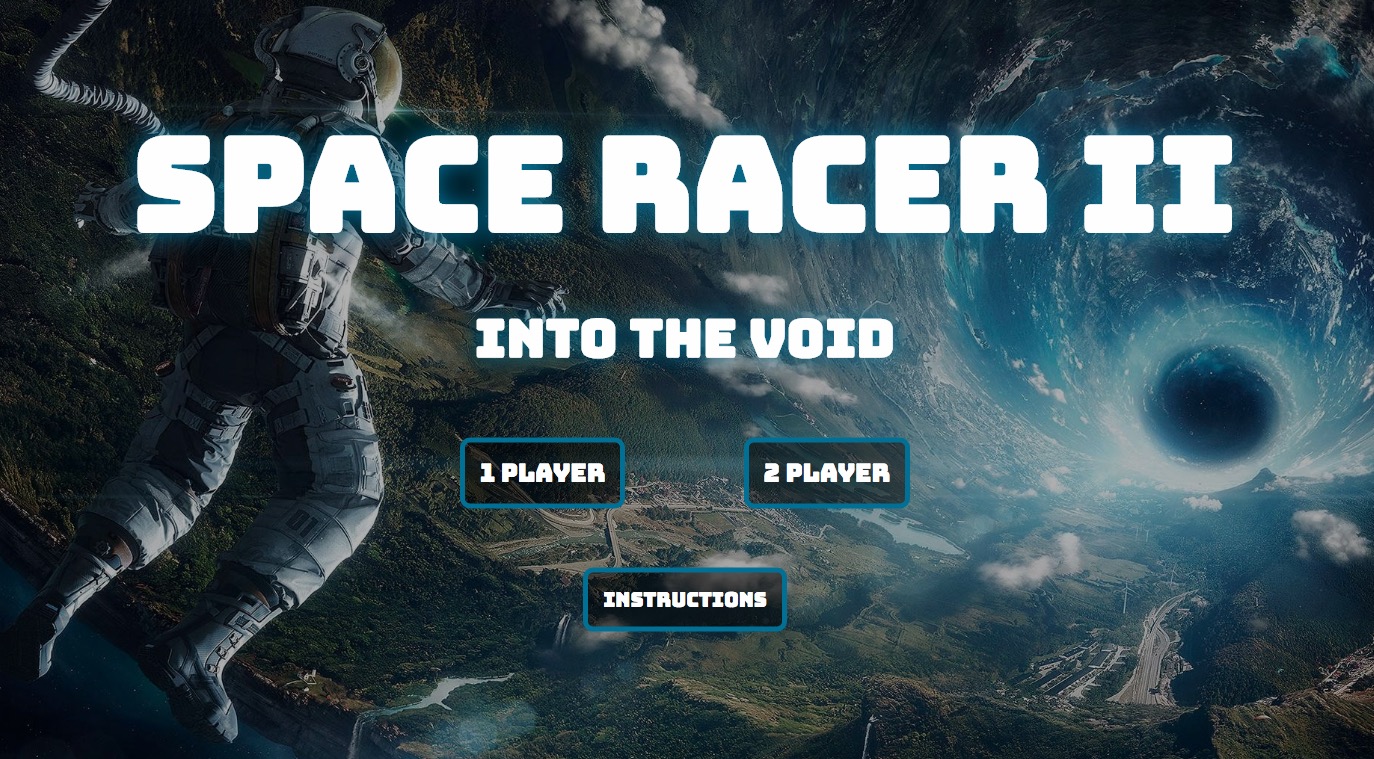 SPACE RACER II
INTO THE VOID
1 PLAYER
2 PLAYER
INSTRUCTIONS